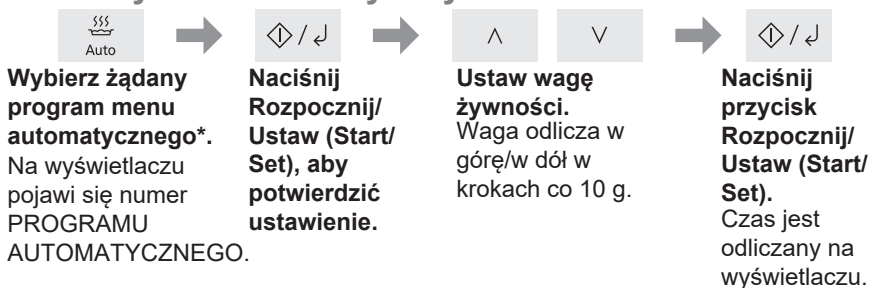 Auto
Wybierz żądany
program menu
automatycznego*.
Na wyświetlaczu
pojawi się numer
PROGRAMU
AUTOMATYCZNEGO.
Naciśnij
Rozpocznij/
Ustaw (Start/
Set), aby
potwierdzić
ustawienie.
Ustaw wagę
żywności.
Waga odlicza w
górę/w dół w
krokach co 10 g.
Naciśnij
przycisk
Rozpocznij/
Ustaw (Start/
Set).
Czas jest
odliczany na
wyświetlaczu.